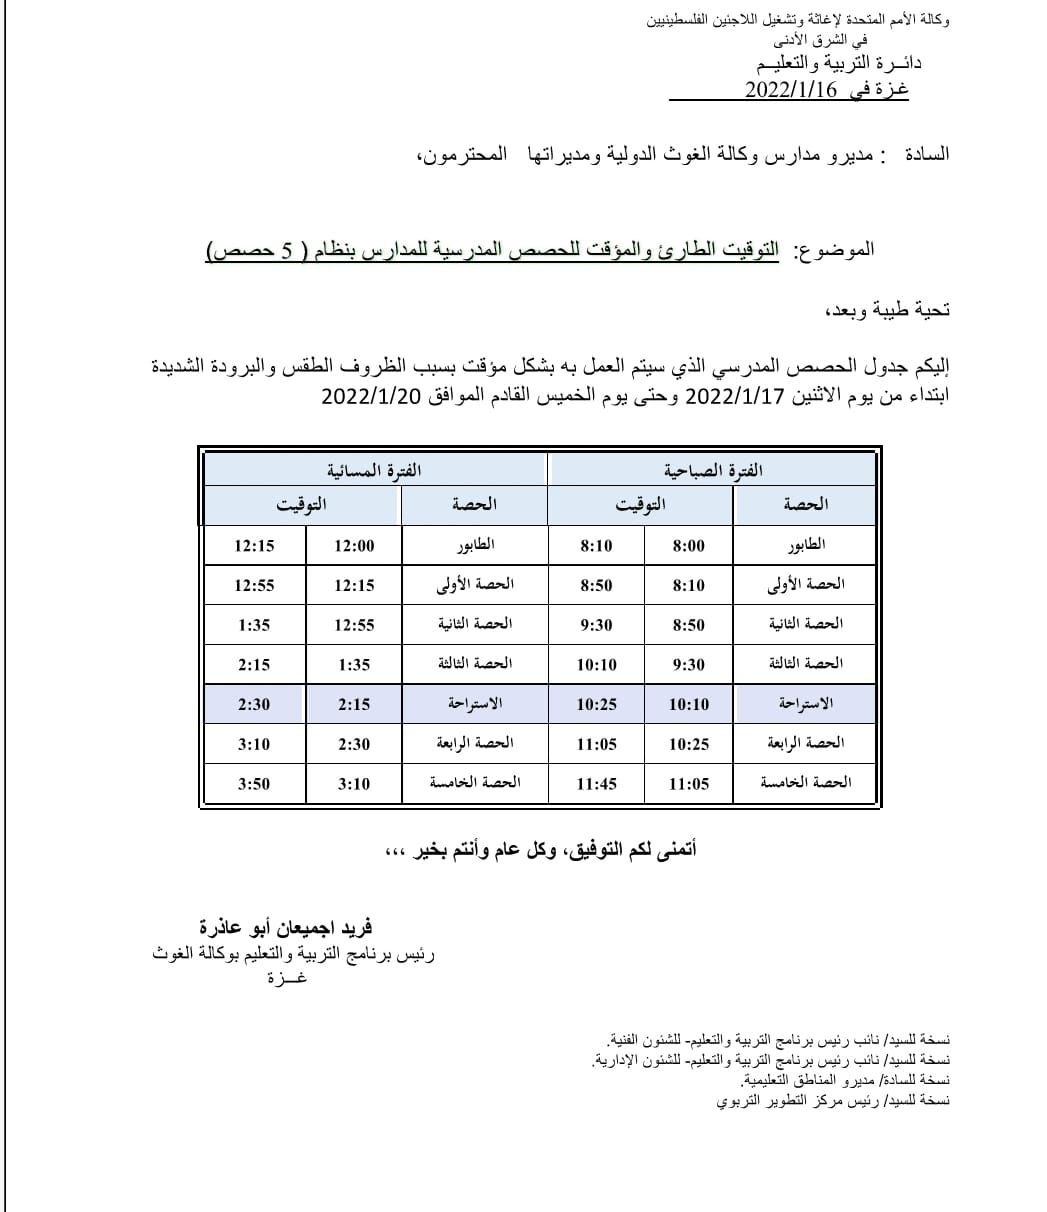 وكالة الأمم المتحدة لإغاثة وتشغيل اللاجئين الفلسطينيين
في الشرق الأدنى
دائــرة التربية والتعليــم
غـزة في 2022/1/16
السادة : مديرو مدارس وكالة الغوث الدولية ومديراتها المحترمون،
الموضوع: التوقيت الطارئ والمؤقت للحصص المدرسية للمدارس بنظام ( 5 حصص)
تحية طيبة وبعد،
إليكم جدول الحصص المدرسي الذي سيتم العمل به بشكل مؤقت بسبب الظروف الطقس والبرودة الشديدة
ابتداء من يوم الاثنين 2022/1/17 وحتى يوم الخميس القادم الموافق 2022/1/20
الفترة الصباحية الفترة المسائية
الحصة التوقيت الحصة التوقيت
الطابور 8:00 8:10 الطابور 12:00 12:15
الحصة الأولى 8:10 8:50 الحصة الأولى 12:15 12:55
الحصة الثانية 8:50 9:30 الحصة الثانية 12:55 1:35
الحصة الثالثة 9:30 10:10 الحصة الثالثة 1:35 2:15
الاستراحة 10:10 10:25 الاستراحة 2:15 2:30
الحصة الرابعة 10:25 11:05 الحصة الرابعة 2:30 3:10
الحصة الخامسة 11:05 11:45 الحصة الخامسة 3:10 3:50
أتمنى لكم التوفيق، وكل عام وأنتم بخير ،،،
فريد اجميعان أبو عاذرة
رئيس برنامج التربية والتعليم بوكالة الغوث
غــزة
نسخة للسيد/ نائب رئيس برنامج التربية والتعليم- للشئون الفنية.
نسخة للسيد/ نائب رئيس برنامج التربية والتعليم- للشئون الإدارية.
نسخة للسادة/ مديرو المناطق التعليمية.
نسخة للسيد/ رئيس مركز التطوير التربوي